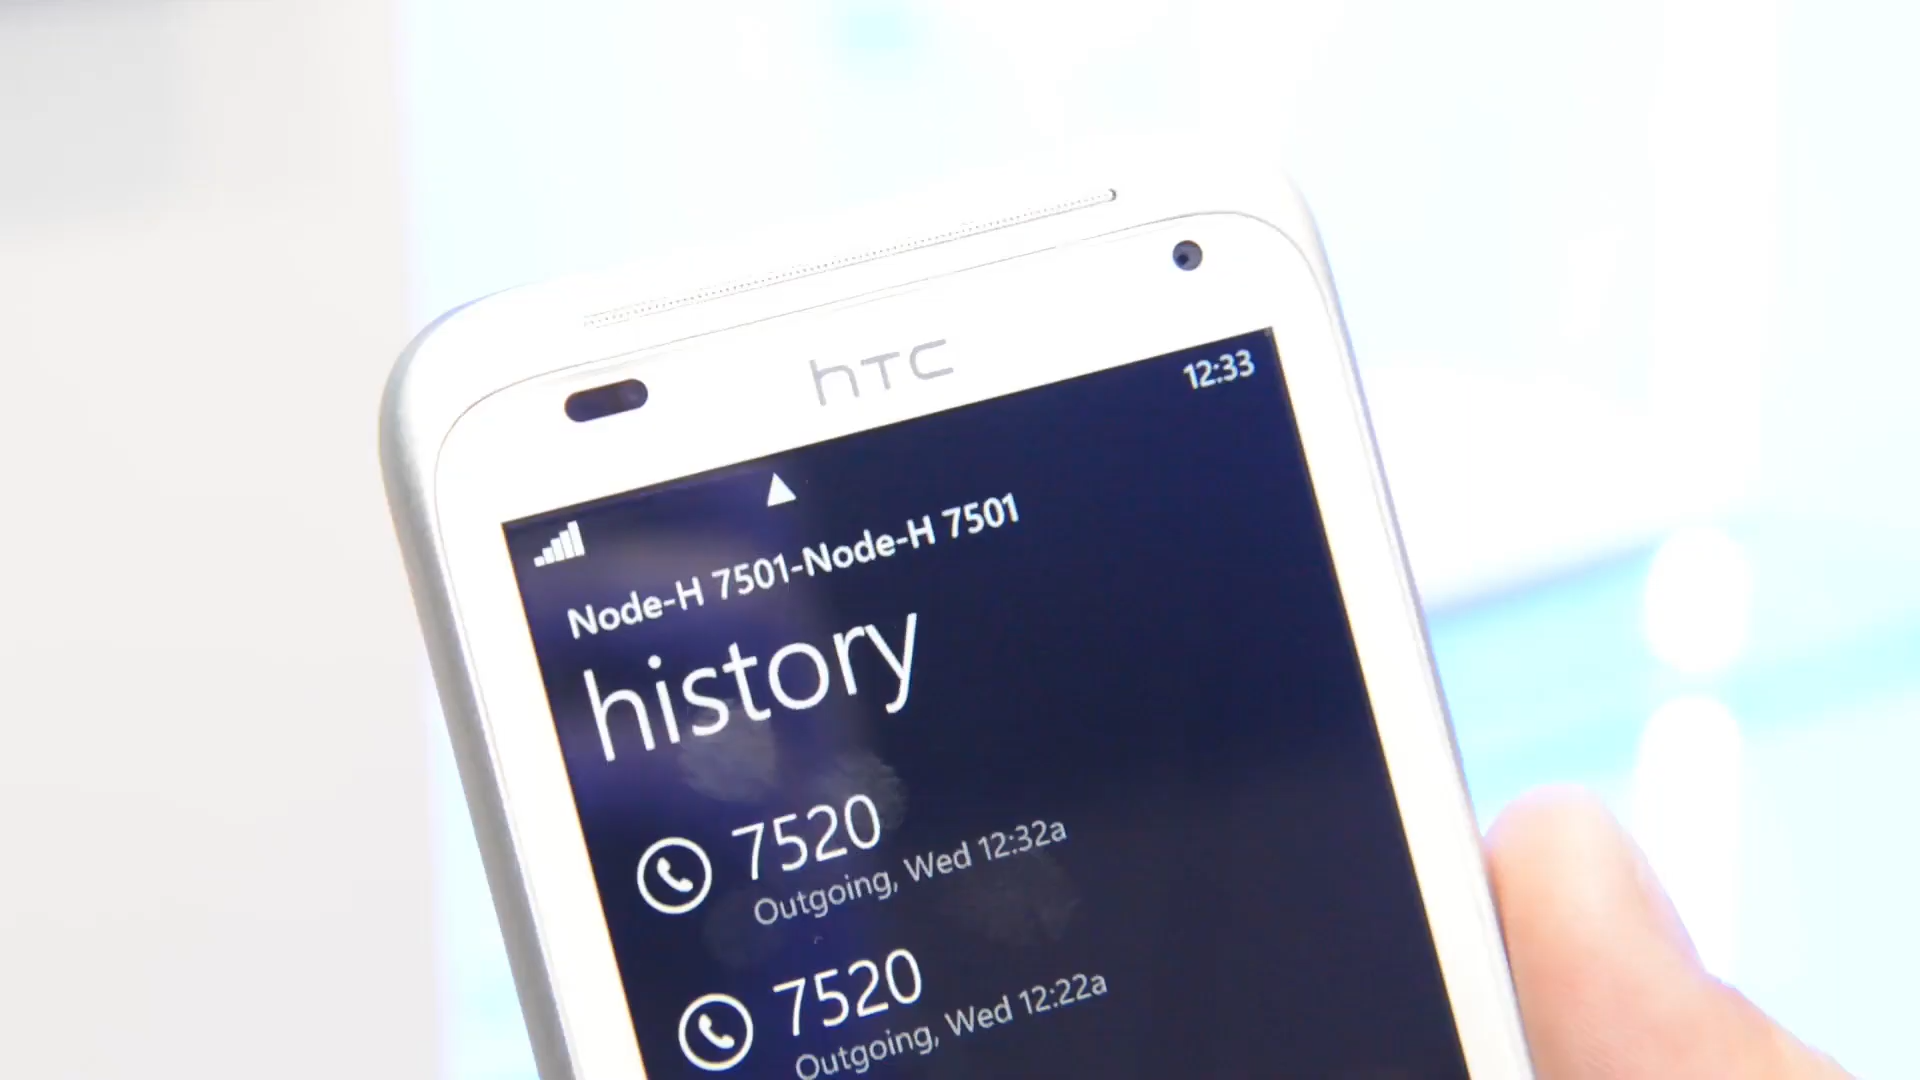 hTC
12:33
Node-H 7501-Node-H 7501
history
7520
Outgoing, Wed 12:32a
7520
Outgoing, Wed 12:22a